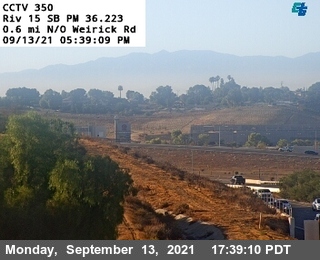 CCTV 350
Riv 15 SB PM 36.223
0.6 mi N/O Weirick Rd
09/13/21 05:39:09 PM
Monday, September 13, 2021 17:39:10 PDT